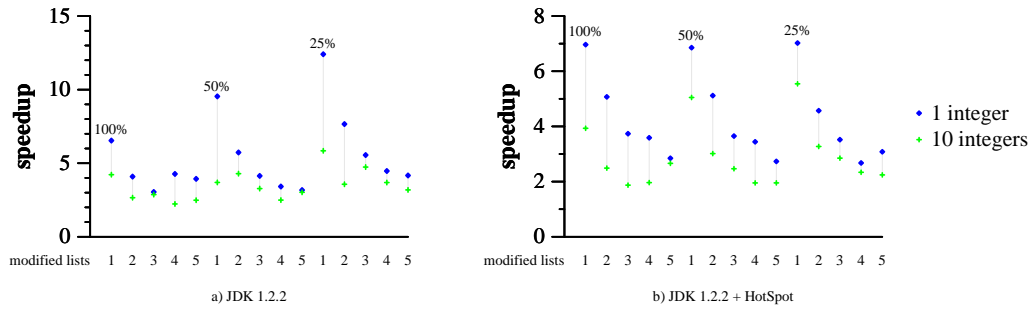 15
10
5
0
speedup
100%
50%
25%
modified lists 1 2 3 4 5 1 2 3 4 5 1 2 3 4 5
a) JDK 1.2.2
8
6
4
2
0
speedup
100%
50%
25%
modified lists 1 2 3 4 5 1 2 3 4 5 1 2 3 4 5
b) JDK 1.2.2 + HotSpot
1 integer
10 integers